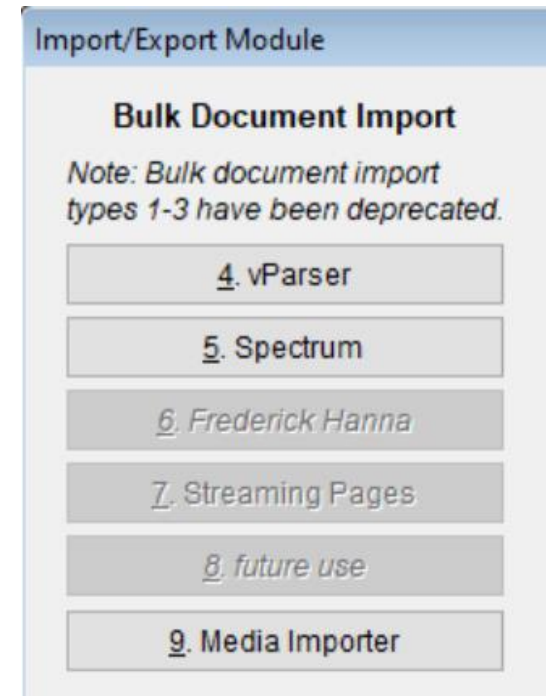 Import/Export Module
Bulk Document Import
Note: Bulk document import
types 1-3 have been deprecated.
4. vParser
5. Spectrum
6. Frederick Hanna
7. Streaming Pages
8. future use
9. Media Importer